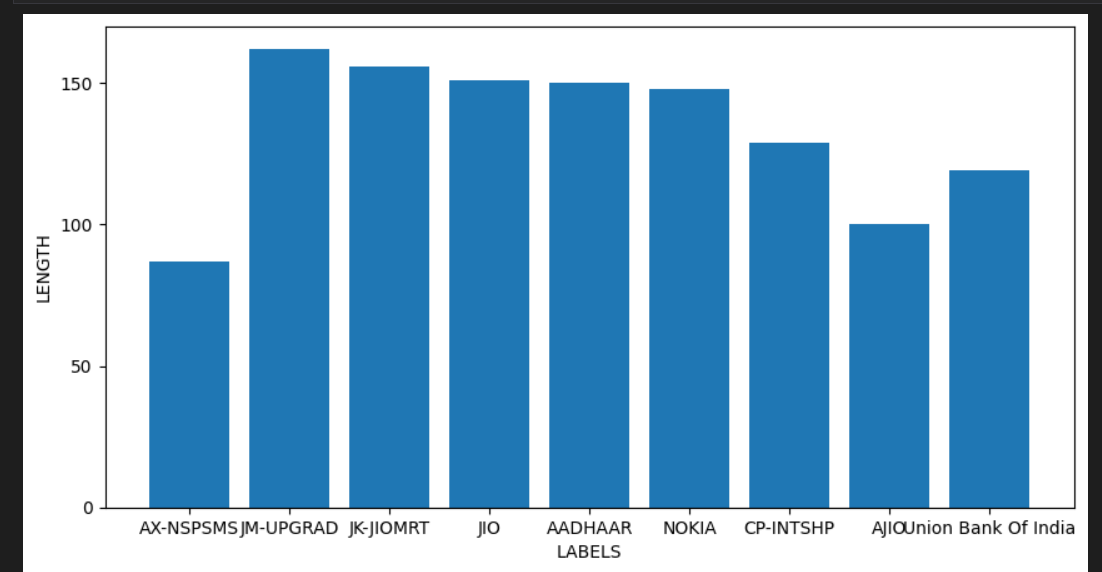 150
100
50
0
LENGTH
AX-NSPSMS JM-UPGRAD JK-JIOMRT JIO AADHAAR NOKIA CP-INTSHP AJIO Union Bank Of India
LABELS